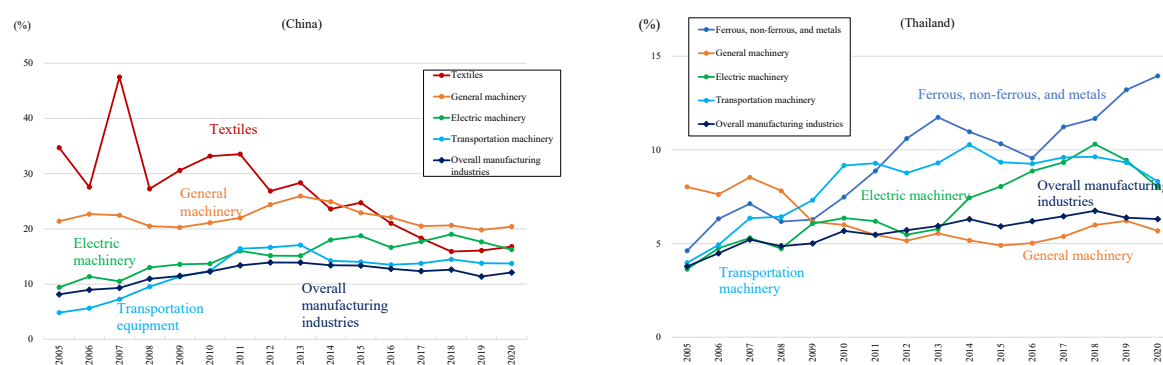 (%)
(China)
50
40
30
20
10
0
Textiles
General machinery
Electric machinery
Transportation machinery
Overall manufacturing
industries
Textiles
General
machinery
Electric
machinery
Transportation
equipment
Overall
manufacturing
industries
2005 2006 2007 2008 2009 2010 2011 2012 2013 2014 2015 2016 2017 2018 2019 2020
(%)
(Thailand)
15
10
5
0
Ferrous, non-ferrous, and metals
General machinery
Electric machinery
Transportation machinery
Overall manufacturing industries
Ferrous, non-ferrous, and metals
Electric machinery
Overall manufacturing
industries
General machinery
Transportation
machinery
2005 2006 2007 2008 2009 2010 2011 2012 2013 2014 2015 2016 2017 2018 2019 2020